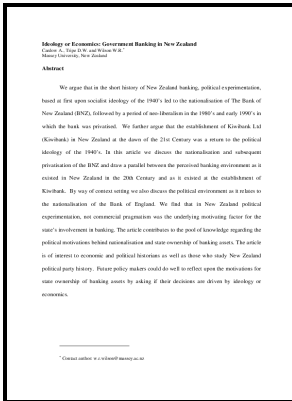 Ideology or Economics: Government Banking in New Zealand
Cauthey A., Tripe D.W. and Wilson W.R.*
Massey University, New Zealand
Abstract
We argue that in the short history of New Zealand banking, political experimentation,
based at first upon socialist ideology of the 1940's led to the nationalisation of The Bank of
New Zealand (BNZ), followed by a period of neo-liberalism in the 1980's and early 1990's in
which the bank was privatised. We further argue that the establishment of Kiwibank Ltd
(Kiwibank) in New Zealand at the dawn of the 21st Century was a return to the political
ideology of the 1940's. In this article we discuss the nationalisation and subsequent
privatisation of the BNZ and draw a parallel between the perceived banking environment as it
existed in New Zealand in the 20th Century and as it existed at the establishment of
Kiwibank. By way of context setting we also discuss the political environment as it relates to
the nationalisation of the Bank of England. We find that in New Zealand political
experimentation, not commercial pragmatism was the underlying motivating factor for the
state's involvement in banking. The article contributes to the pool of knowledge regarding the
political motivations behind nationalisation and state ownership of banking assets. The article
is of interest to economic and political historians as well as those who study New Zealand
political party history. Future policy makers could do well to reflect upon the motivations for
state ownership of banking assets by asking if their decisions are driven by ideology or
economics.
* Contact author: w.r.wilson@massey.ac.nz